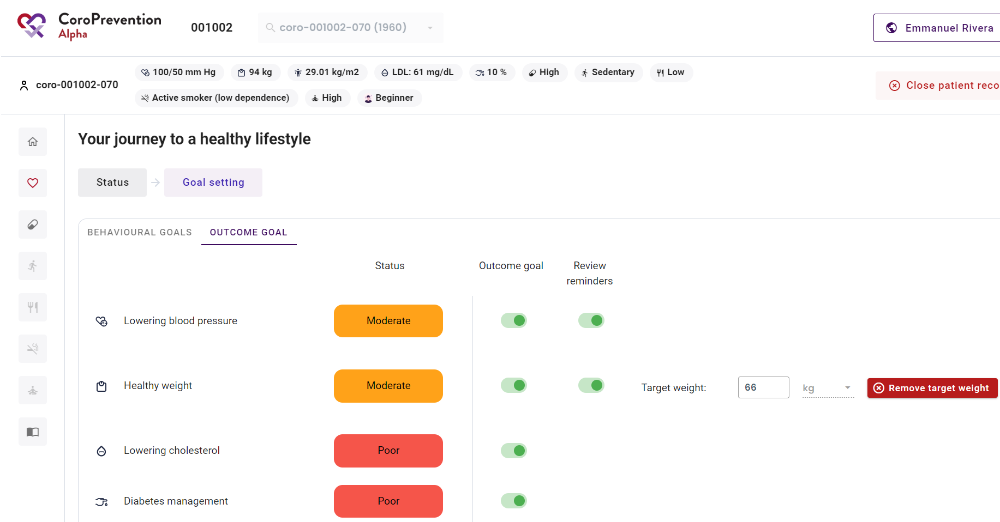 CoroPrevention
Alpha
001002
coro-001002-070 (1960)
Emmanuel Rivera
coro-001002-070
100/50 mm Hg
94 kg
29.01 kg/m2
LDL: 61 mg/dL
10 %
High
Sedentary
Low
Active smoker (low dependence)
High
Beginner
Close patient reco
Your journey to a healthy lifestyle
Status
Goal setting
BEHAVIOURAL GOALS
OUTCOME GOAL
Status
Outcome goal
Review
reminders
Lowering blood pressure
Moderate
Healthy weight
Moderate
Target weight:
66
kg
Remove target weight
Lowering cholesterol
Poor
Diabetes management
Poor